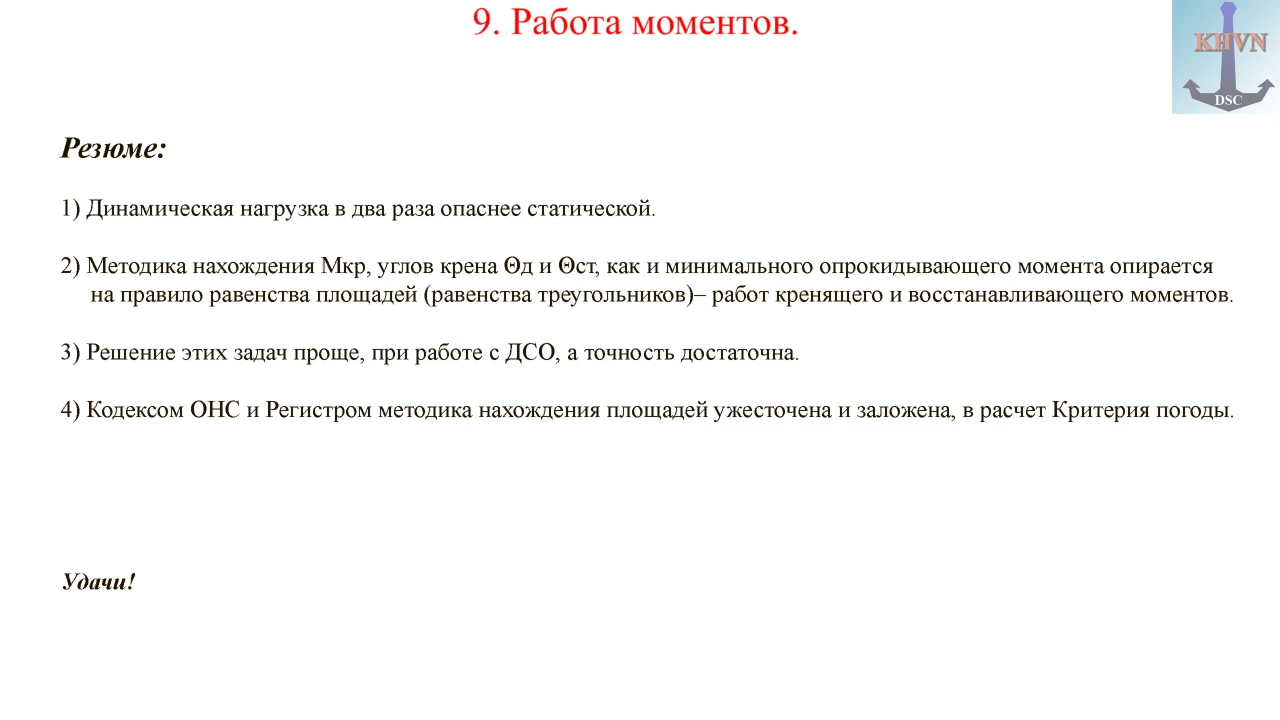 9. Работа моментов.
KHVN
DSC
Резюме:
1) Динамическая нагрузка в два раза опаснее статической.
2) Методика нахождения Мкр, углов крена Θд и Θст, как и минимального опрокидывающего момента опирается
на правило равенства площадей (равенства треугольников)– работ кренящего и восстанавливающего моментов.
3) Решение этих задач проще, при работе с ДСО, а точность достаточна.
4) Кодексом ОНС и Регистром методика нахождения площадей ужесточена и заложена, в расчет Критерия погоды.
Удачи!